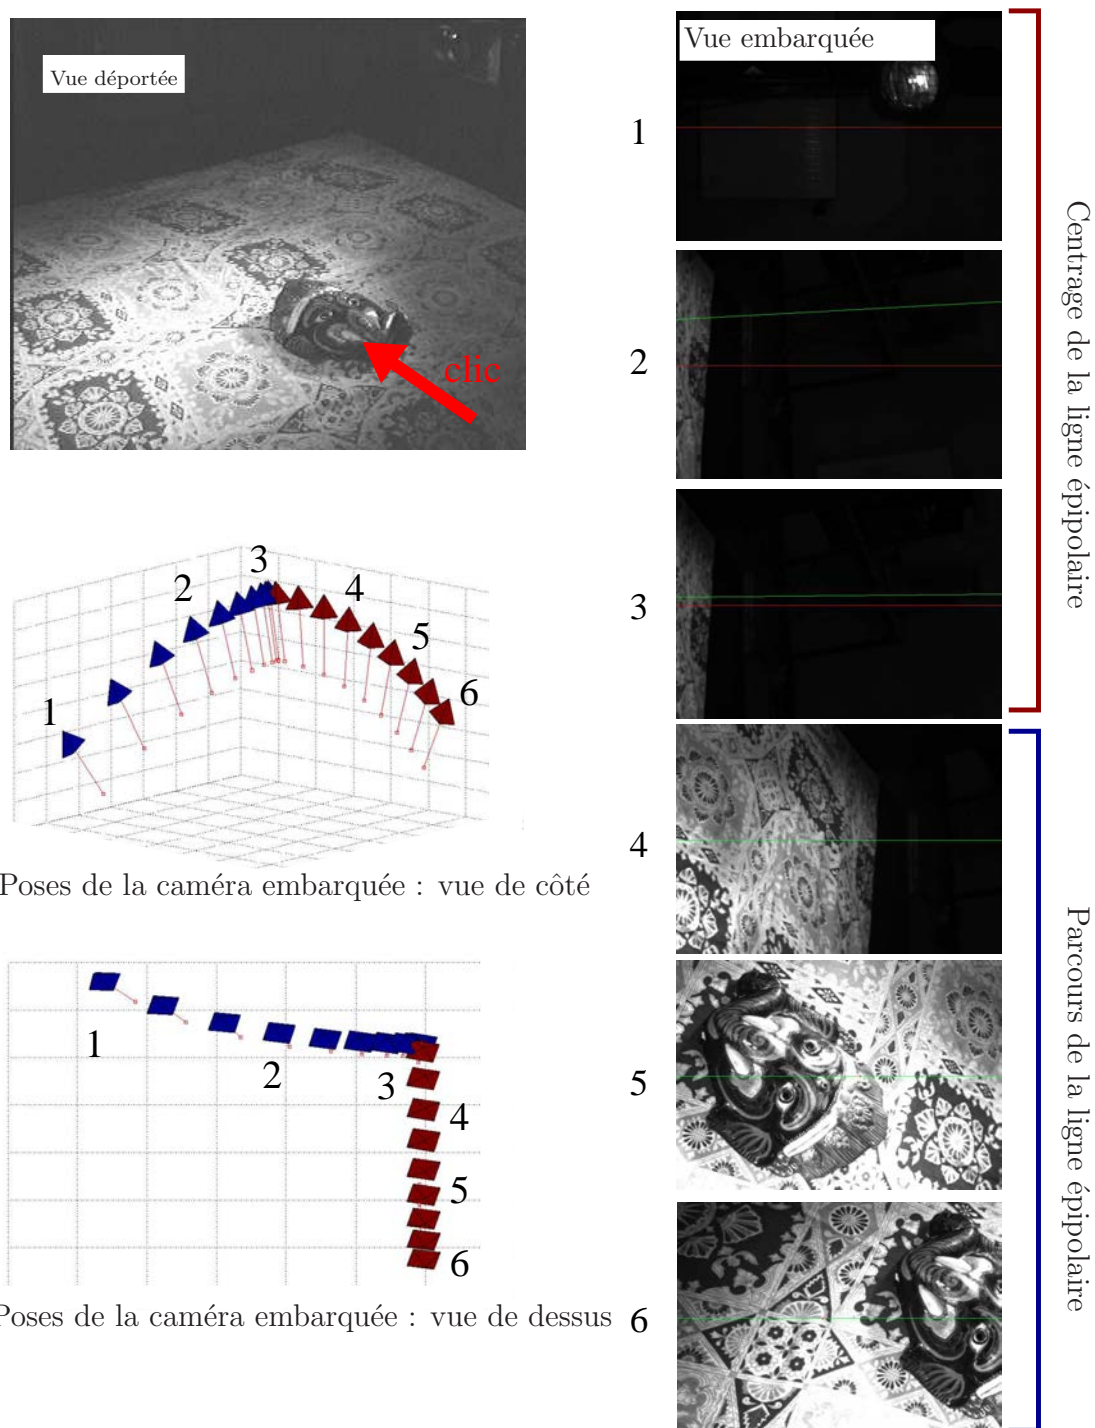 Vue déportée
clic
Vue embarquée
1
2
3
4
5
6
Centrage de la ligne épipolaire
Parcours de la ligne épipolaire
1
2
3
4
5
6
Poses de la caméra embarquée : vue de côté
1
2
3
4
5
6
Poses de la caméra embarquée : vue de dessus